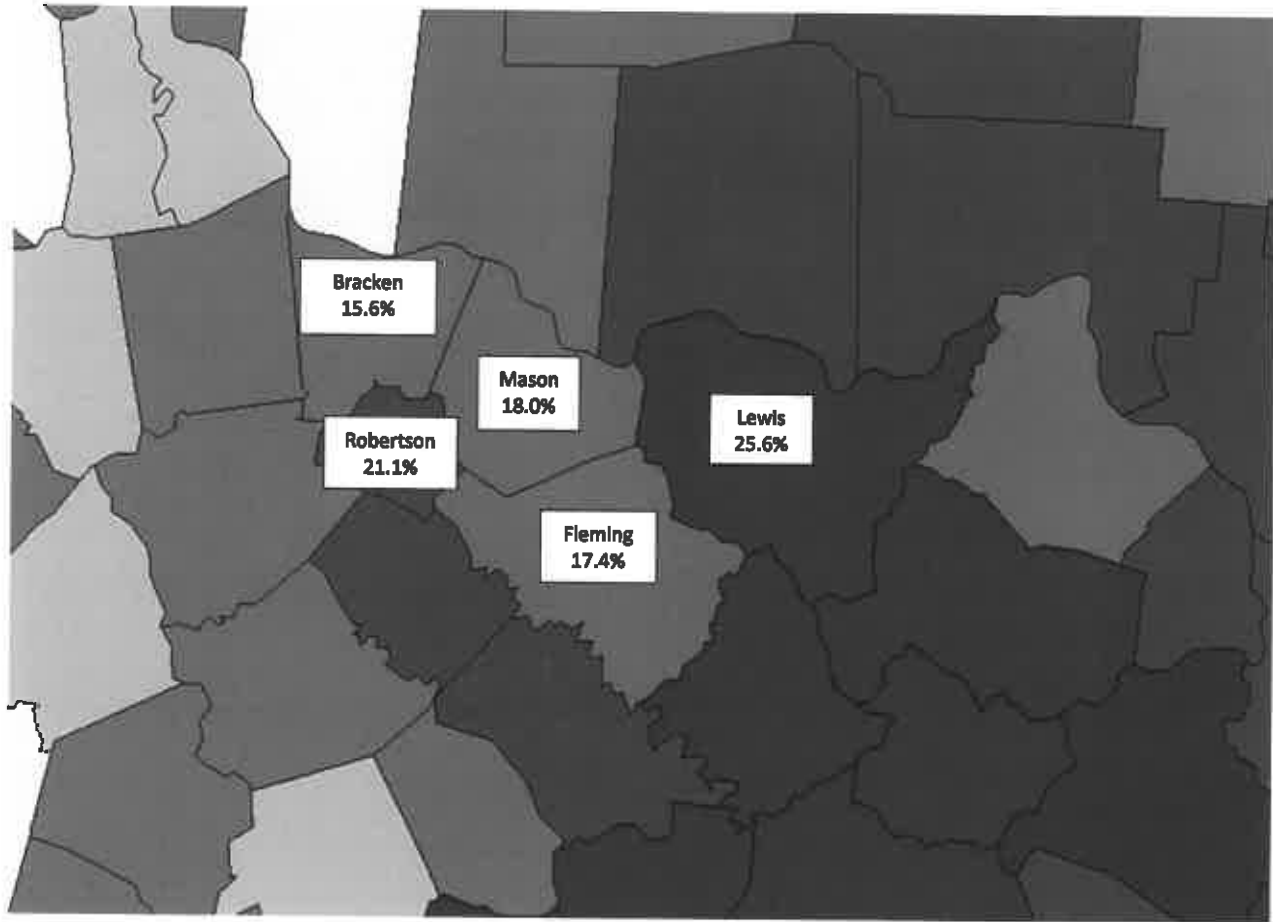 Bracken
15.6%
Mason
18.0%
Lewis
25.6%
Robertson
21.1%
Fleming
17.4%